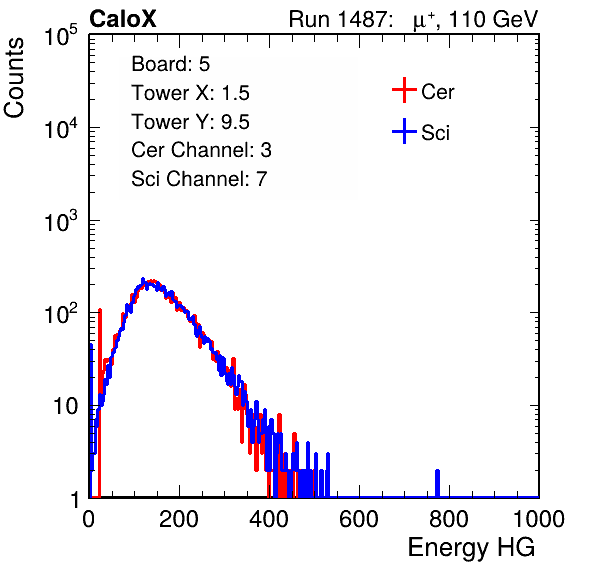 CaloX Run 1487: μ⁺, 110 GeV
Counts
10⁵
10⁴
10³
10²
10
1
Board: 5
Tower X: 1.5
Tower Y: 9.5
Cer Channel: 3
Sci Channel: 7
Cer
Sci
0 200 400 600 800 1000
Energy HG